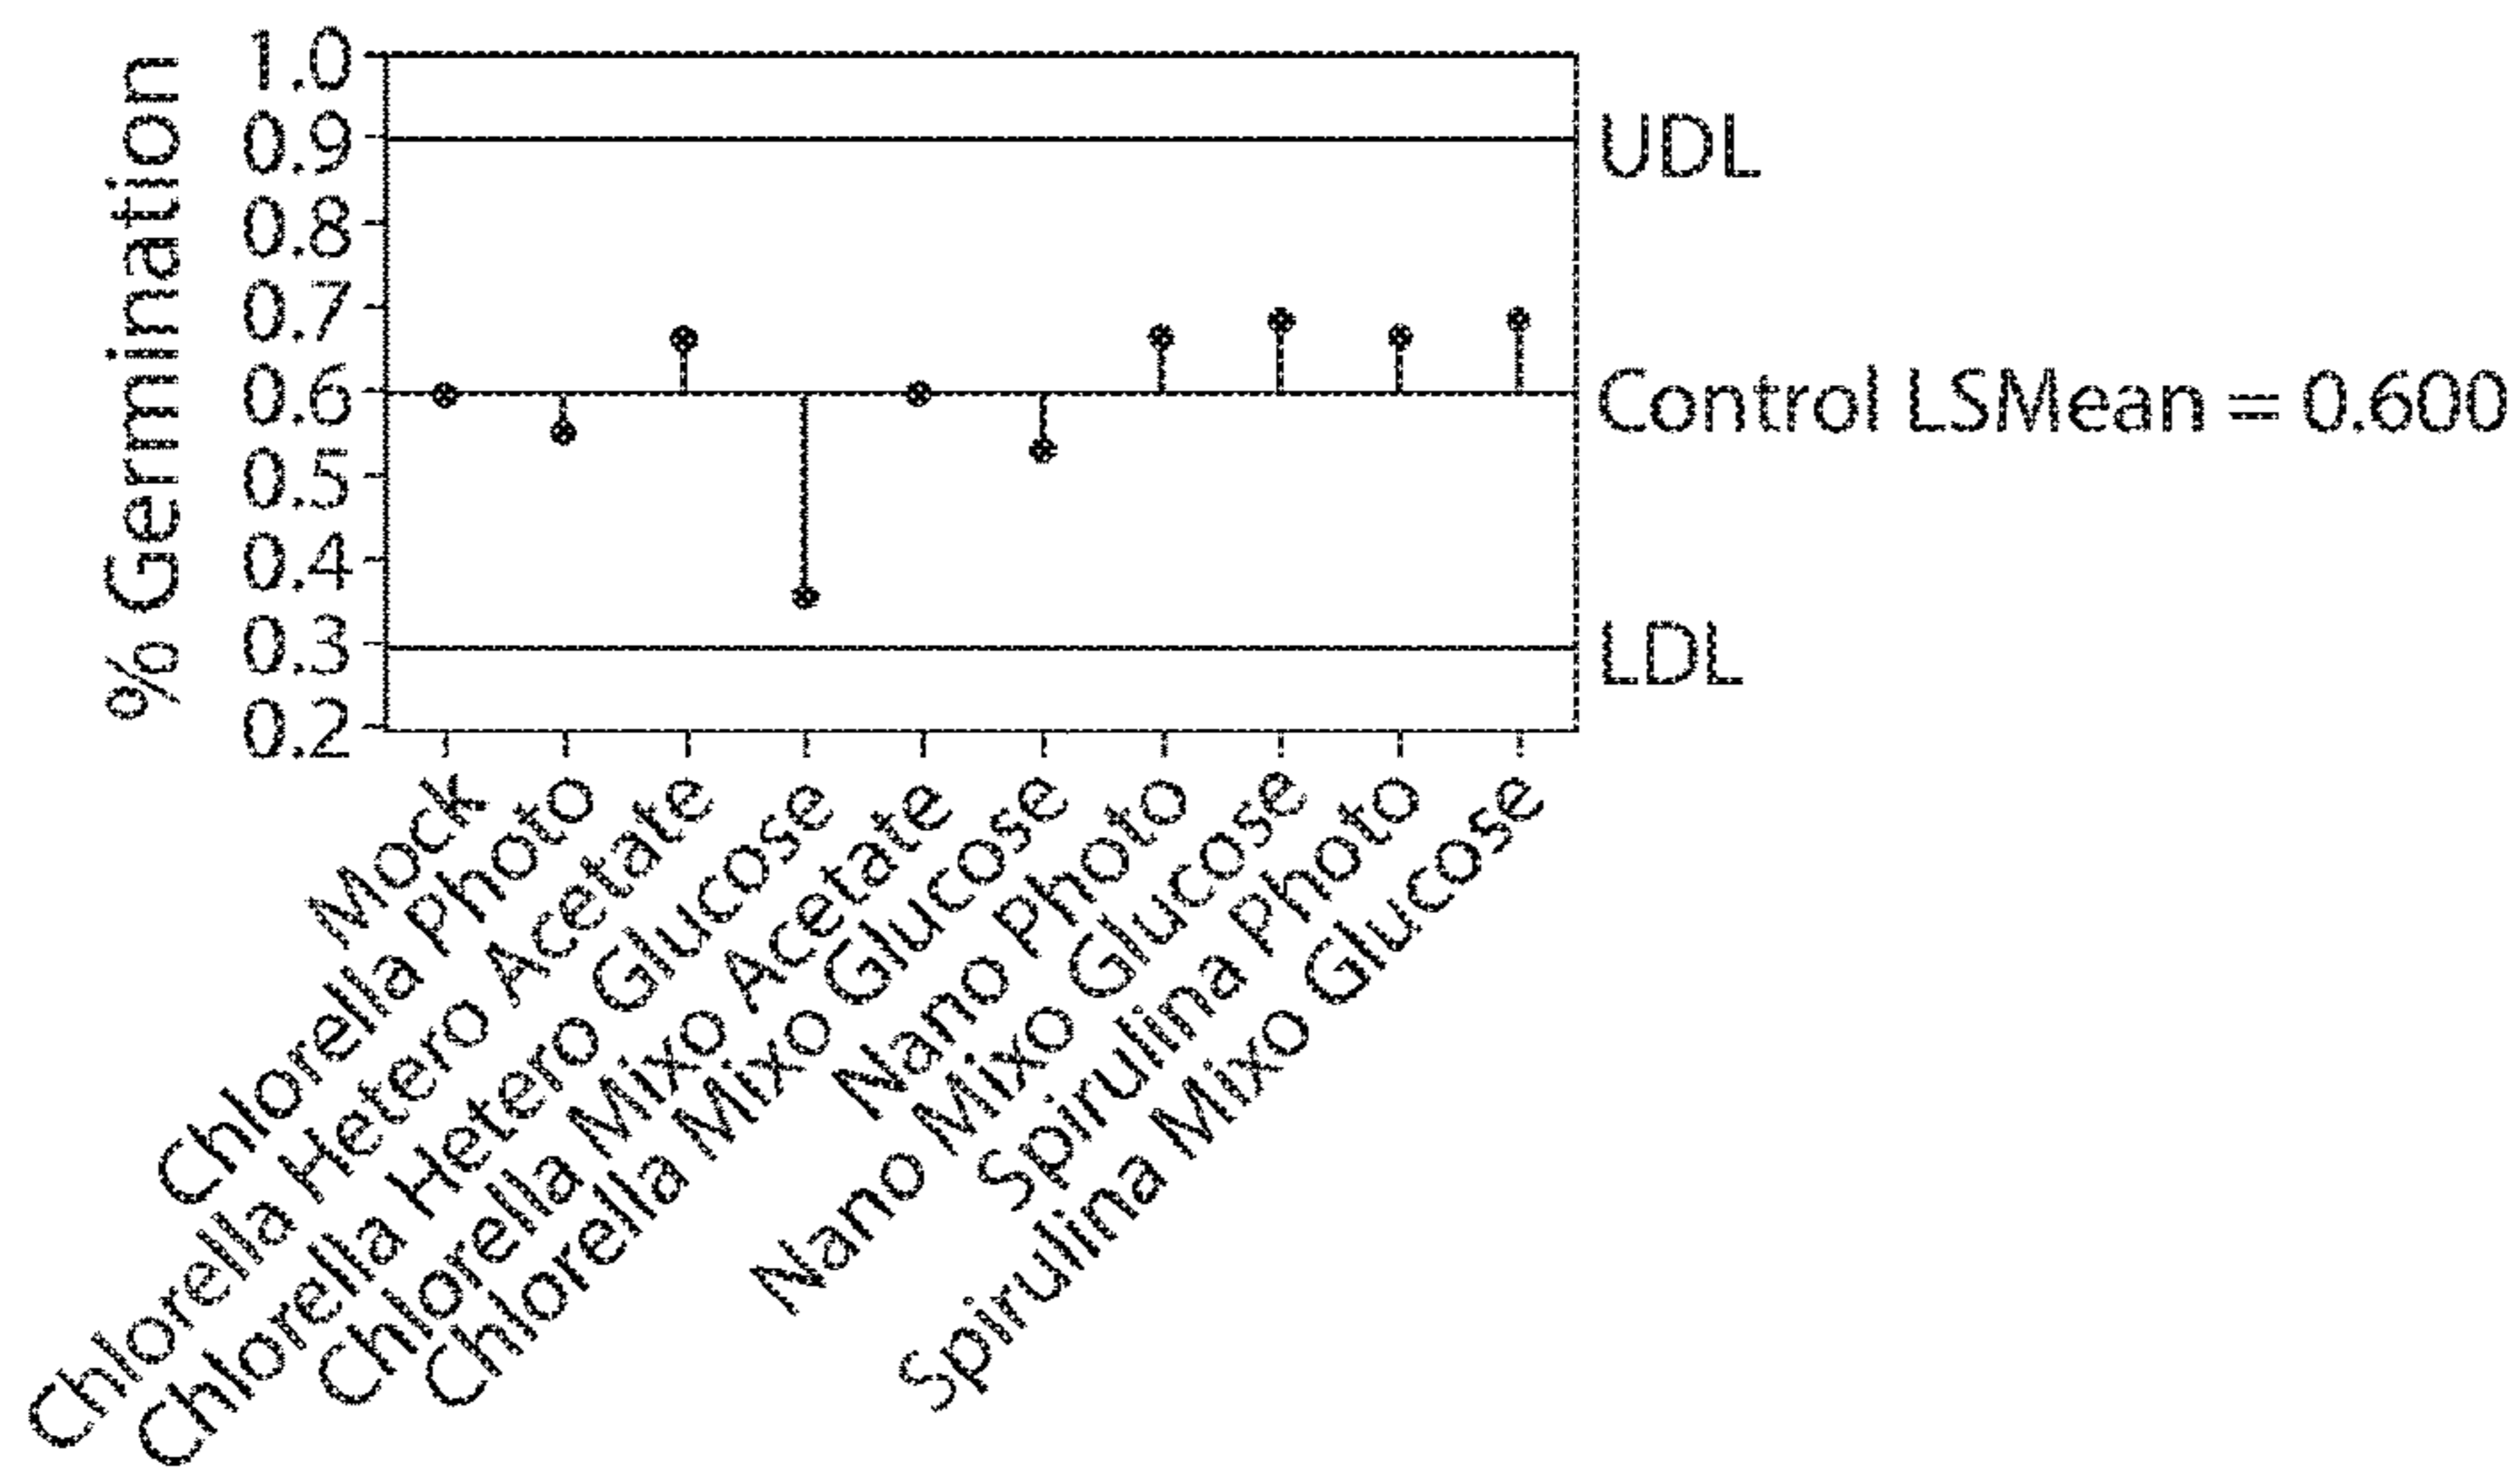 % Germination
1.0
0.9
0.8
0.7
0.6
0.5
0.4
0.3
0.2
UDL
Control LSMean = 0.600
LDL
Mock
Chlorella Photo
Chlorella Hetero Acetate
Chlorella Hetero Glucose
Chlorella Mixo Acetate
Chlorella Mixo Glucose
Nano Photo
Nano Mixo Glucose
Spirulina Photo
Spirulina Mixo Glucose